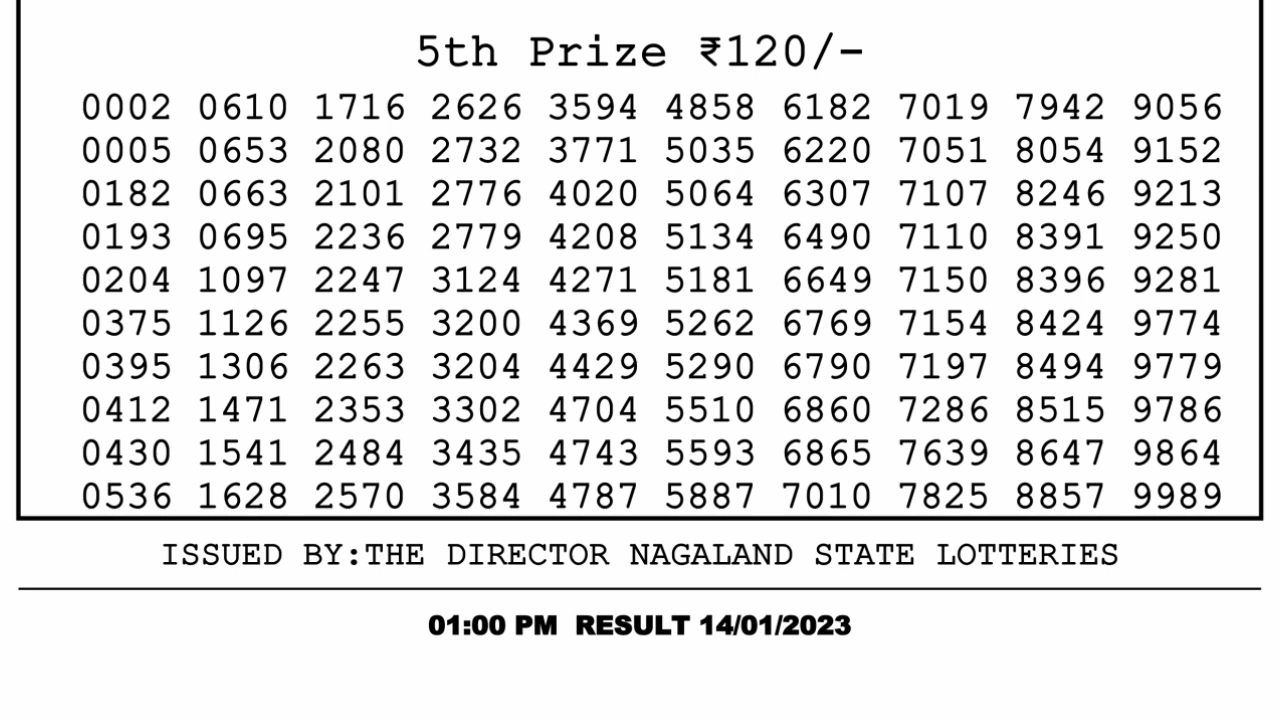 5th Prize ₹120/-
0002 0610 1716 2626 3594 4858 6182 7019 7942 9056
0005 0653 2080 2732 3771 5035 6220 7051 8054 9152
0182 0663 2101 2776 4020 5064 6307 7107 8246 9213
0193 0695 2236 2779 4208 5134 6490 7110 8391 9250
0204 1097 2247 3124 4271 5181 6649 7150 8396 9281
0375 1126 2255 3200 4369 5262 6769 7154 8424 9774
0395 1306 2263 3204 4429 5290 6790 7197 8494 9779
0412 1471 2353 3302 4704 5510 6860 7286 8515 9786
0430 1541 2484 3435 4743 5593 6865 7639 8647 9864
0536 1628 2570 3584 4787 5887 7010 7825 8857 9989
ISSUED BY:THE DIRECTOR NAGALAND STATE LOTTERIES
01:00 PM RESULT 14/01/2023